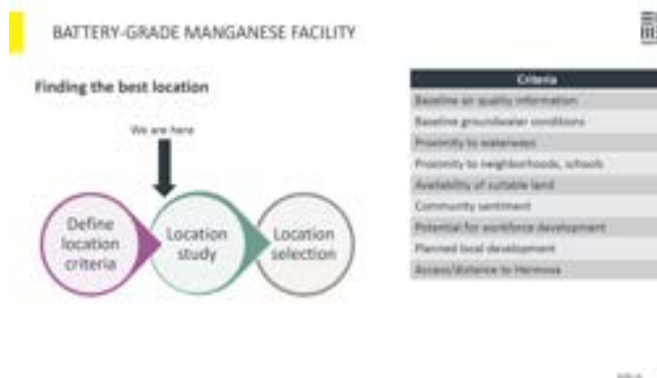 BATTERY-GRADE MANGANESE FACILITY
Finding the best location
We are here
Define
location
criteria
Location
study
Location
selection
Criteria
Baseline air quality information
Baseline groundwater conditions
Proximity to waterways
Proximity to neighborhoods, schools
Availability of suitable land
Community sentiment
Potential for workforce development
Planned local development
Access/distance to Hermosa